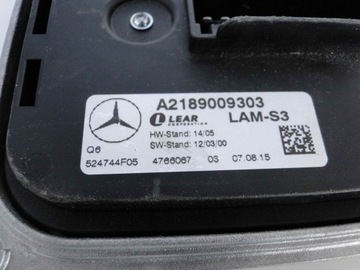 A2189009303
LEAR LAM-S3
CORPORATION
HW-Stand: 14/05
Q6 SW-Stand: 12/03/00
524744F05 4766067 03 07.08.15